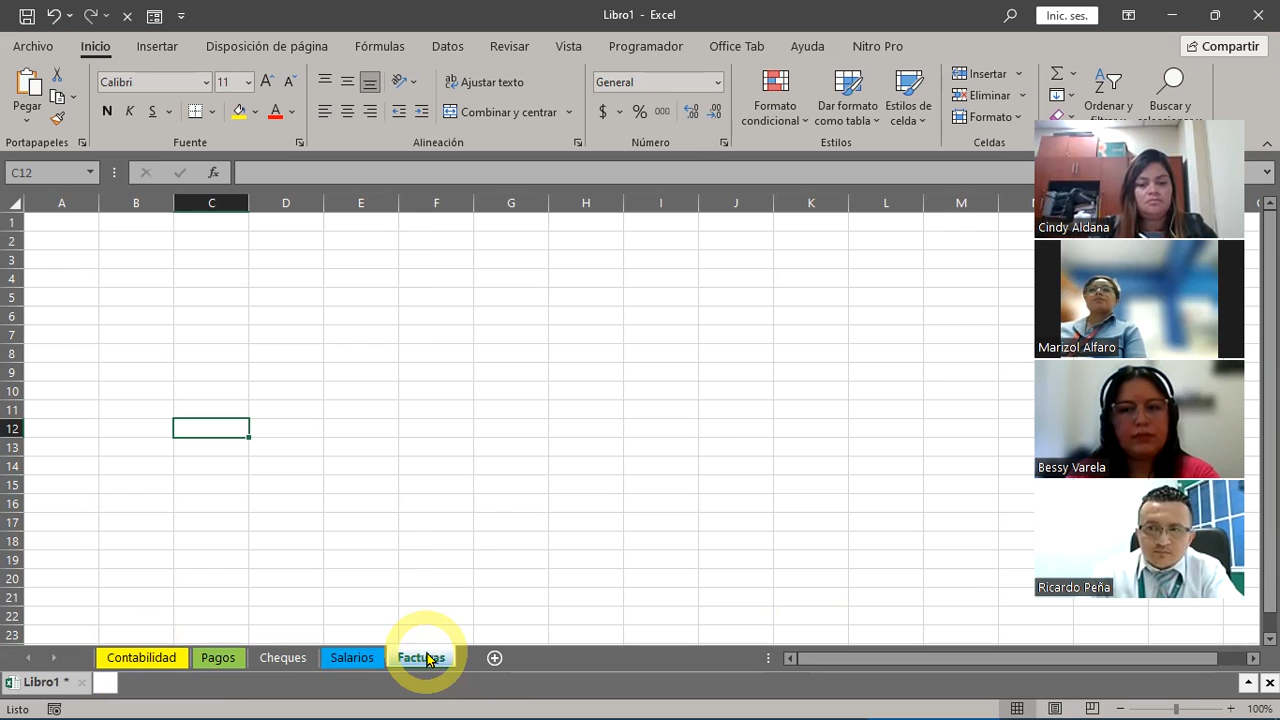 Libro1 - Excel
Inic. ses.
Archivo Inicio Insertar Disposición de página Fórmulas Datos Revisar Vista Programador Office Tab Ayuda Nitro Pro Compartir
Pegar
Calibri 11
N K S
Ajustar texto
Combinar y centrar
General
$ % 000
Formato condicional
Dar formato como tabla
Estilos de celda
Insertar
Eliminar
Formato
Ordenar y
Buscar y
Portapapeles Fuente Alineación Número Estilos Celdas
C12
A B C D E F G H I J K L M
1
2
3
4
5
6
7
8
9
10
11
12
13
14
15
16
17
18
19
20
21
22
23
Cindy Aldana
Marizol Alfaro
Bessy Varela
Ricardo Peña
Contabilidad Pagos Cheques Salarios Facturas
Libro1 *
Listo 100%